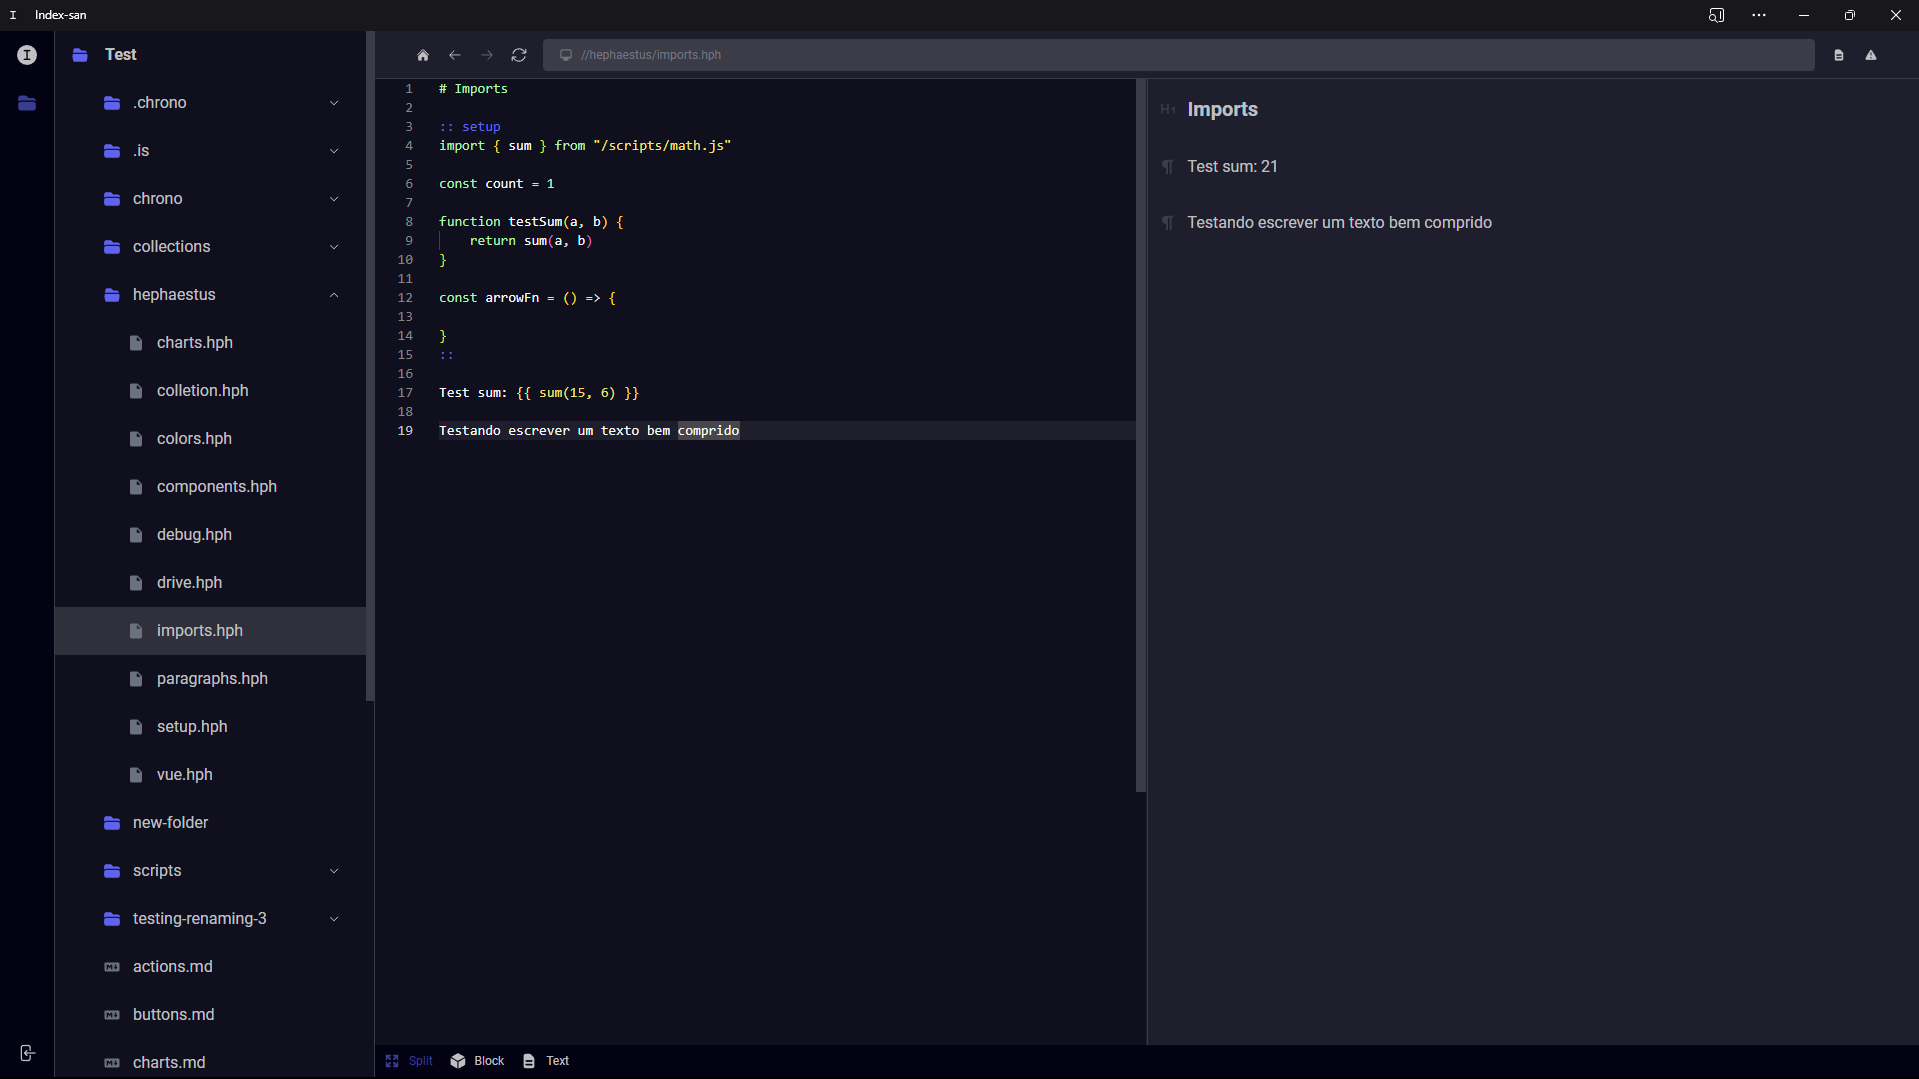 I Index-san
I
Test
.chrono
.is
chrono
collections
hephaestus
charts.hph
colletion.hph
colors.hph
components.hph
debug.hph
drive.hph
imports.hph
paragraphs.hph
setup.hph
vue.hph
new-folder
scripts
testing-renaming-3
actions.md
buttons.md
charts.md
//hephaestus/imports.hph
1 # Imports
2
3 :: setup
4 import { sum } from "/scripts/math.js"
5
6 const count = 1
7
8 function testSum(a, b) {
9 return sum(a, b)
10 }
11
12 const arrowFn = () => {
13
14 }
15 ::
16
17 Test sum: {{ sum(15, 6) }}
18
19 Testando escrever um texto bem comprido
H1 Imports
¶ Test sum: 21
¶ Testando escrever um texto bem comprido
Split Block Text